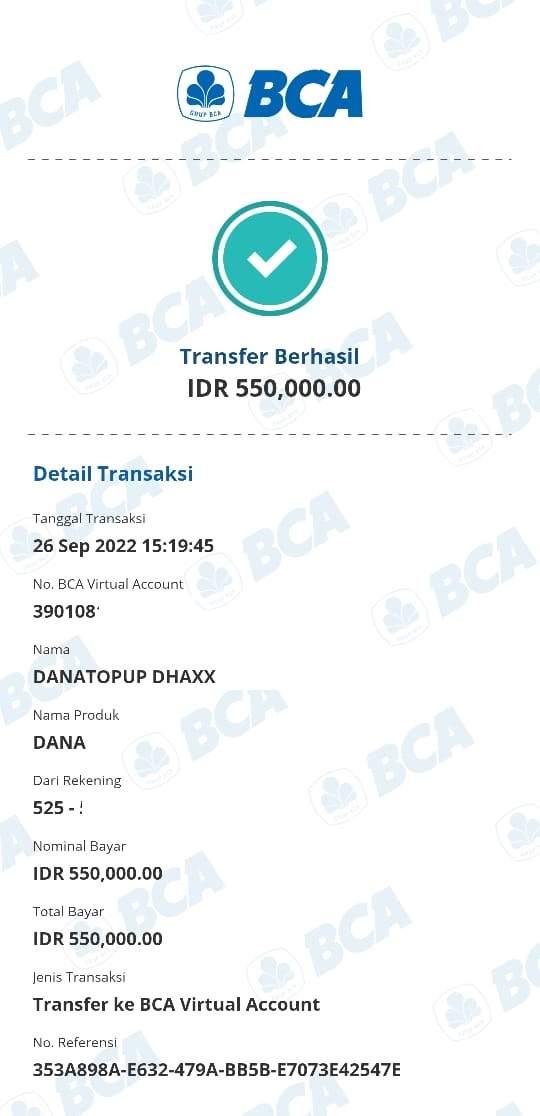 GRUP BCA
BCA
Transfer Berhasil
IDR 550,000.00
Detail Transaksi
Tanggal Transaksi
26 Sep 2022 15:19:45
No. BCA Virtual Account
390108
Nama
DANATOPUP DHAXX
Nama Produk
DANA
Dari Rekening
525 -
Nominal Bayar
IDR 550,000.00
Total Bayar
IDR 550,000.00
Jenis Transaksi
Transfer ke BCA Virtual Account
No. Referensi
353A898A-E632-479A-BB5B-E7073E42547E